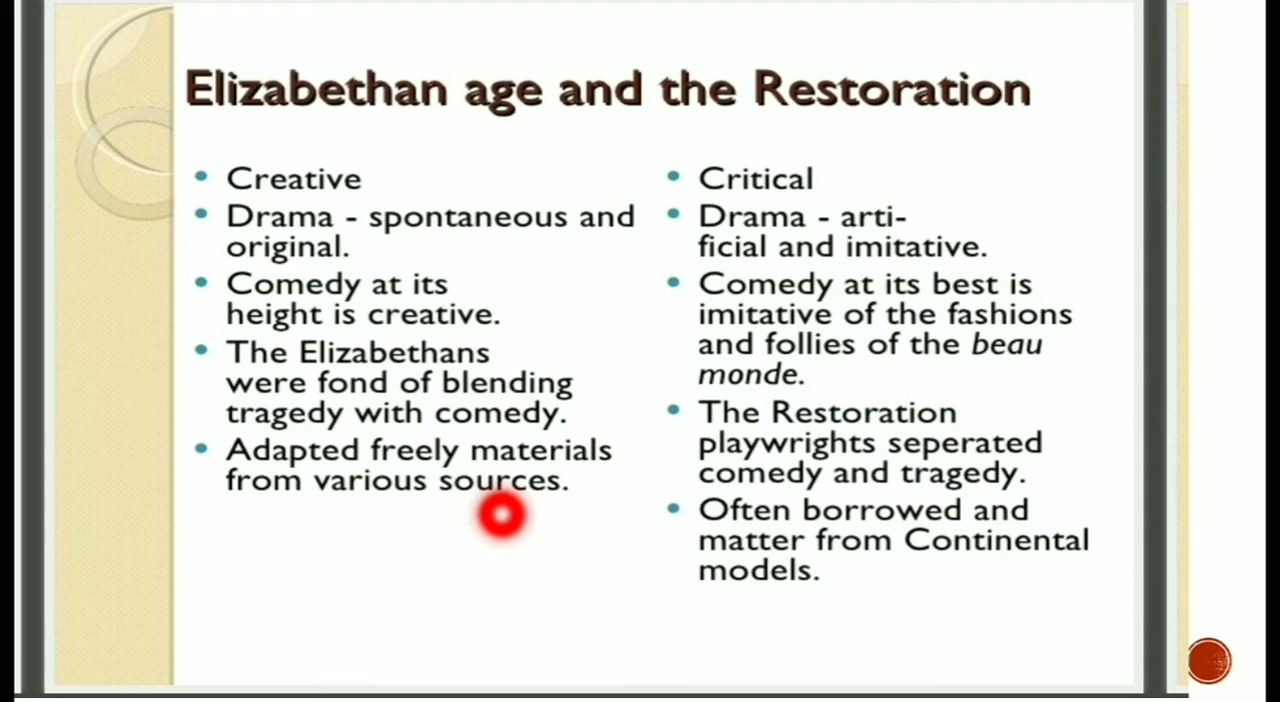 Elizabethan age and the Restoration
• Creative
• Drama - spontaneous and
original.
• Comedy at its
height is creative.
• The Elizabethans
were fond of blending
tragedy with comedy.
• Adapted freely materials
from various sources.
• Critical
• Drama - arti-
ficial and imitative.
• Comedy at its best is
imitative of the fashions
and follies of the beau
monde.
• The Restoration
playwrights seperated
comedy and tragedy.
• Often borrowed and
matter from Continental
models.